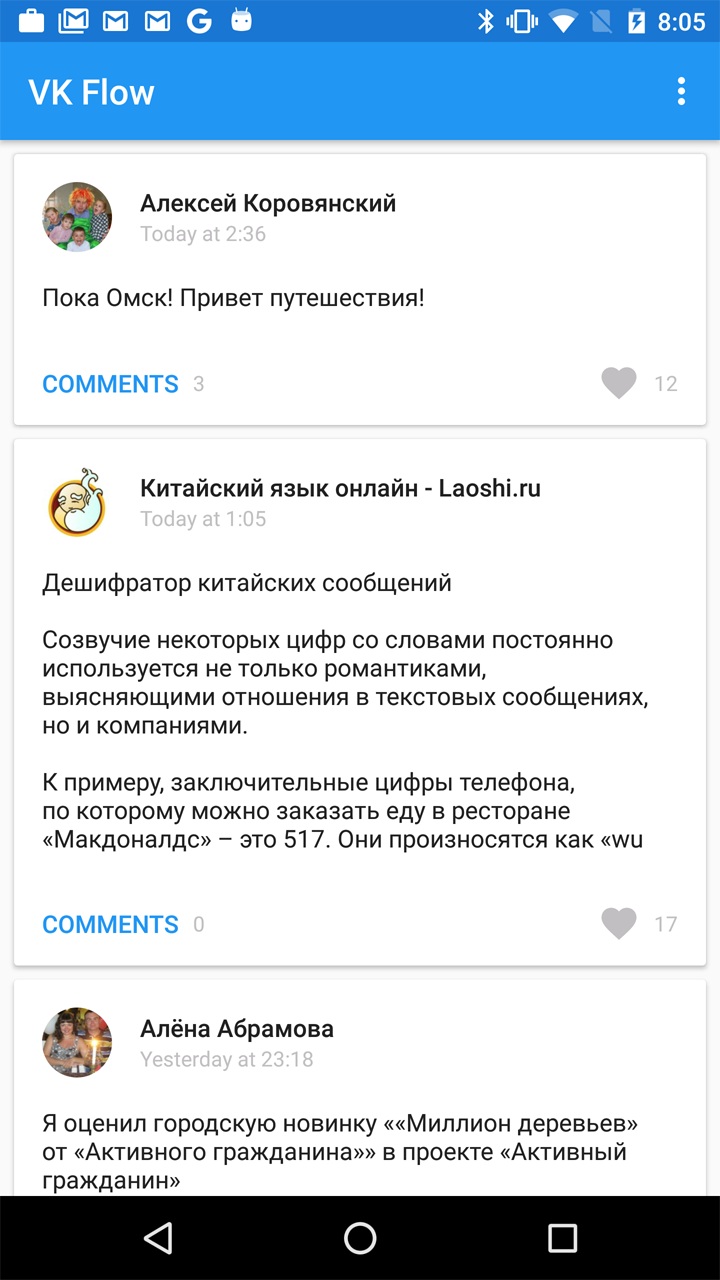 8:05
VK Flow
Алексей Коровянский
Today at 2:36
Пока Омск! Привет путешествия!
COMMENTS 3
12
Китайский язык онлайн - Laoshi.ru
Today at 1:05
Дешифратор китайских сообщений
Созвучие некоторых цифр со словами постоянно
используется не только романтиками,
выясняющими отношения в текстовых сообщениях,
но и компаниями.
К примеру, заключительные цифры телефона,
по которому можно заказать еду в ресторане
«Макдоналдс» – это 517. Они произносятся как «wu
COMMENTS 0
17
Алёна Абрамова
Yesterday at 23:18
Я оценил городскую новинку ««Миллион деревьев»
от «Активного гражданина»» в проекте «Активный
гражданин»